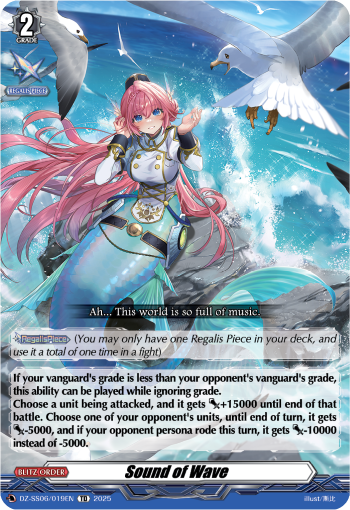 2
GRADE
REGALIS PIECE
Ah... This world is so full of music.
RegalisPiece (You may only have one Regalis Piece in your deck, and
use it a total of one time in a fight)
If your vanguard's grade is less than your opponent's vanguard's grade,
this ability can be played while ignoring grade.
Choose a unit being attacked, and it gets +15000 until end of that
battle. Choose one of your opponent's units, until end of turn, it gets
-5000, and if your opponent persona rode this turn, it gets -10000
instead of -5000.
BLITZ ORDER
Sound of Wave
DZ-SS06/019EN TD 2025
illust/黒比